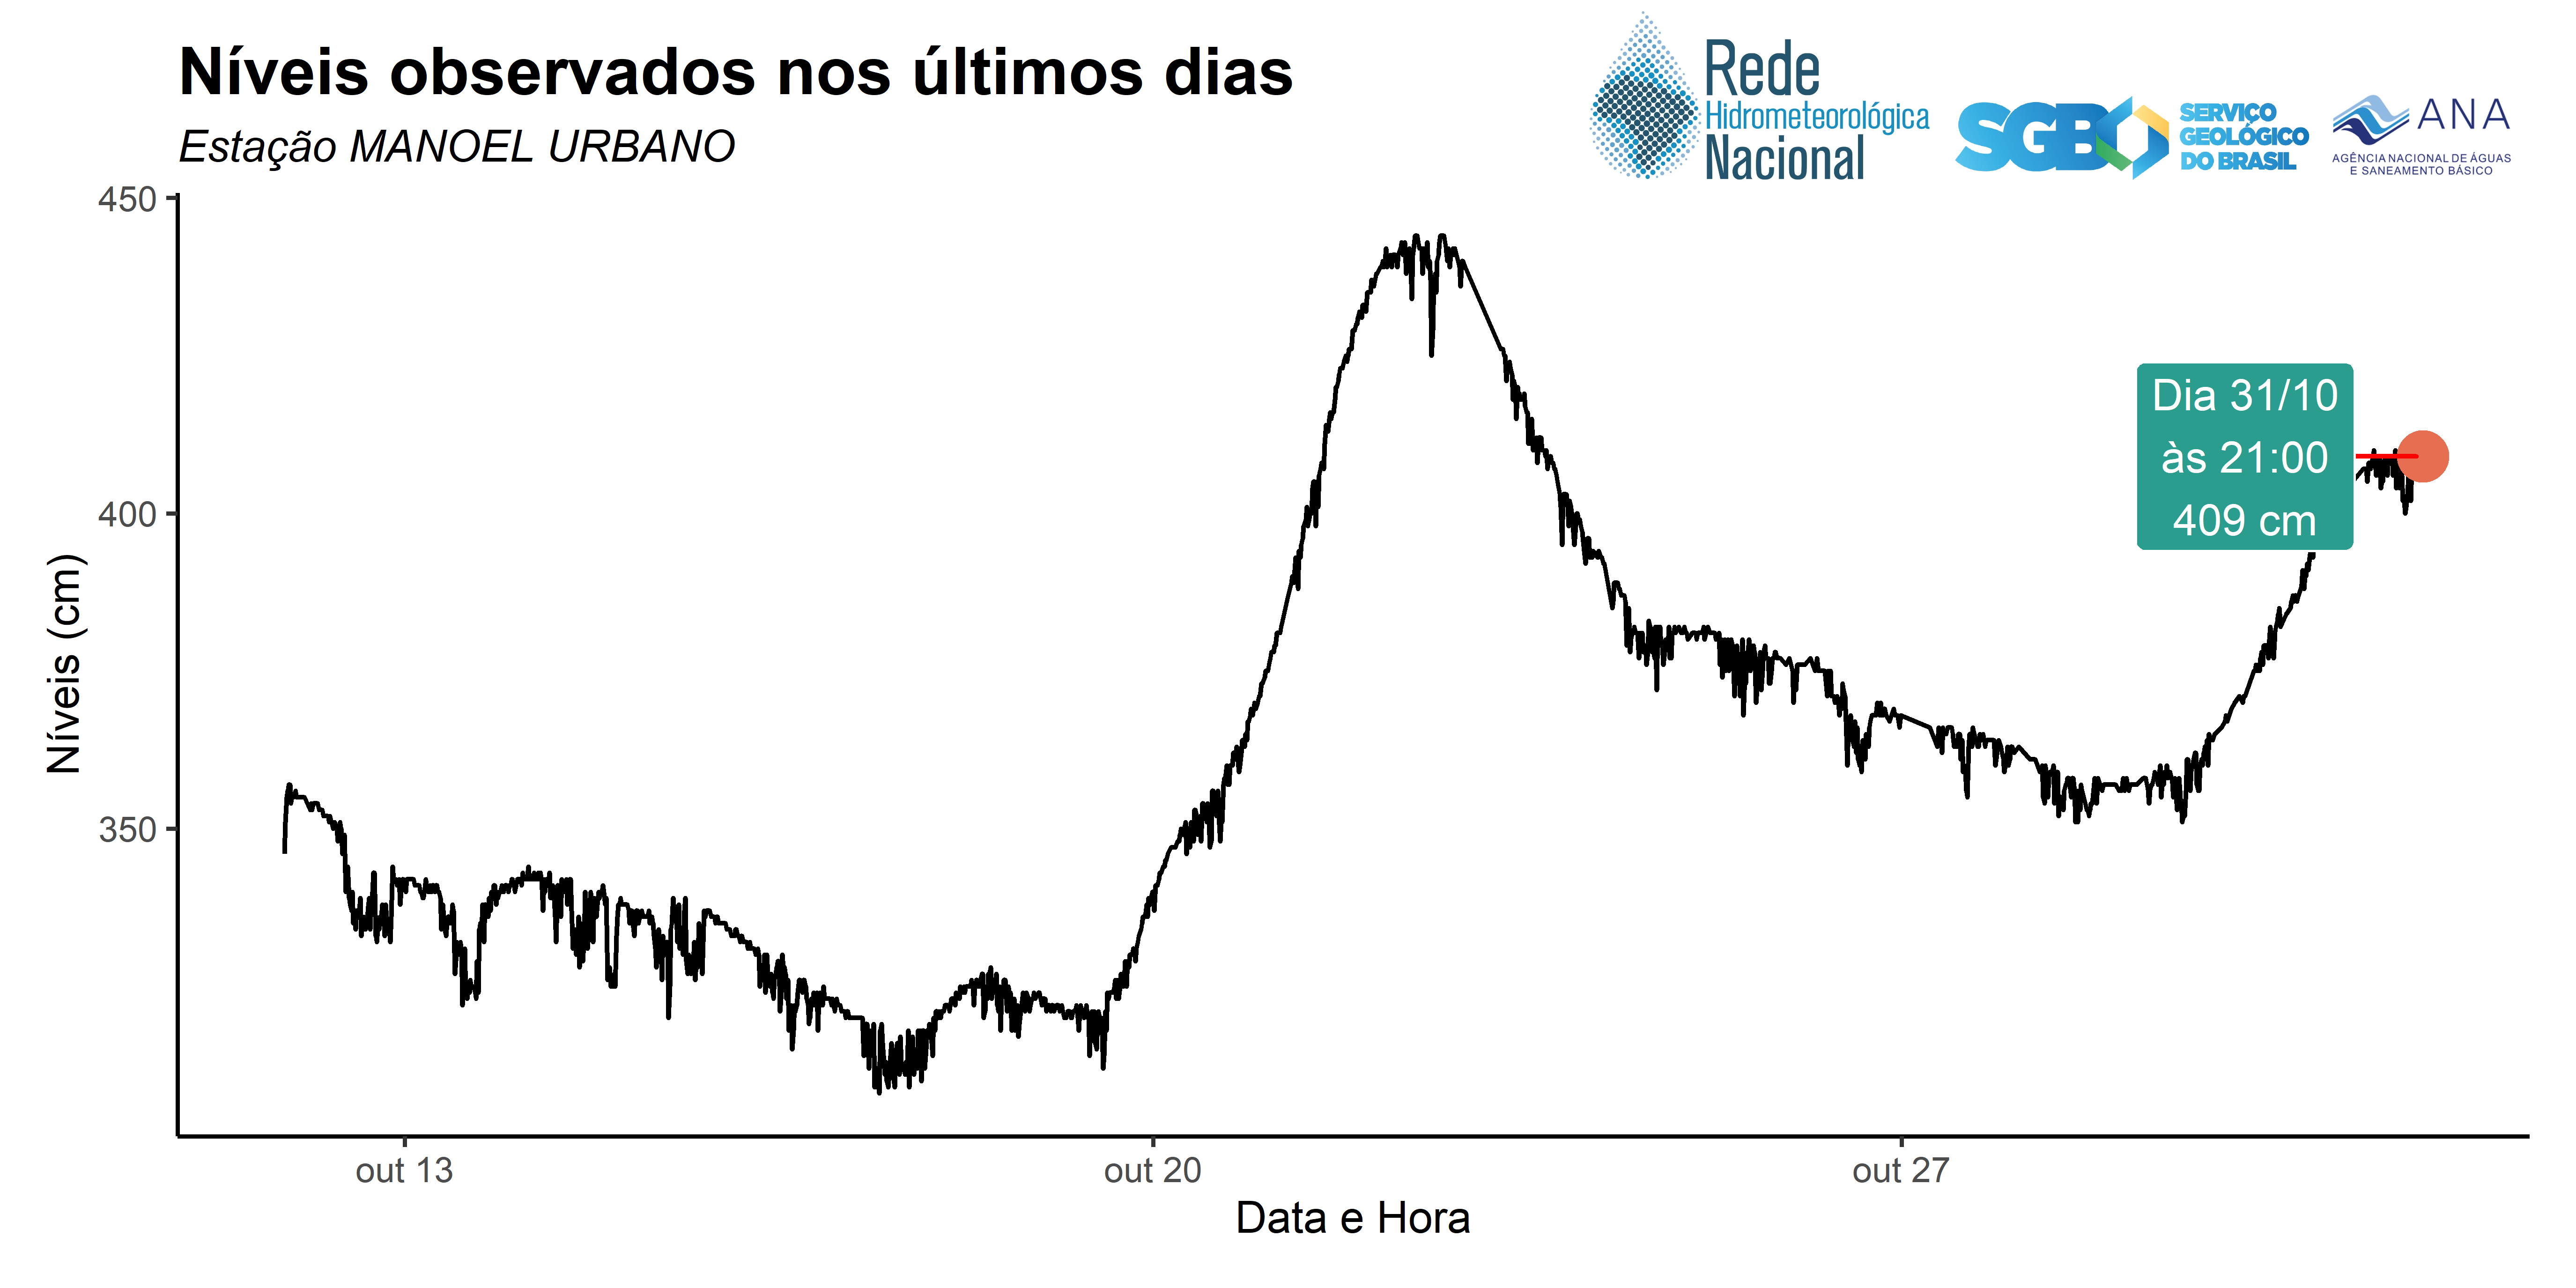 Níveis observados nos últimos dias
Estação MANOEL URBANO
Rede
Hidrometeorológica
Nacional
SGB
SERVIÇO
GEOLÓGICO
DO BRASIL
ANA
AGÊNCIA NACIONAL DE ÁGUAS
E SANEAMENTO BÁSICO
450
400
350
Níveis (cm)
Dia 31/10
às 21:00
409 cm
out 13
out 20
out 27
Data e Hora